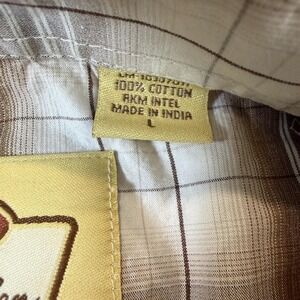 100% COTTON
RKM INTEL
MADE IN INDIA
L